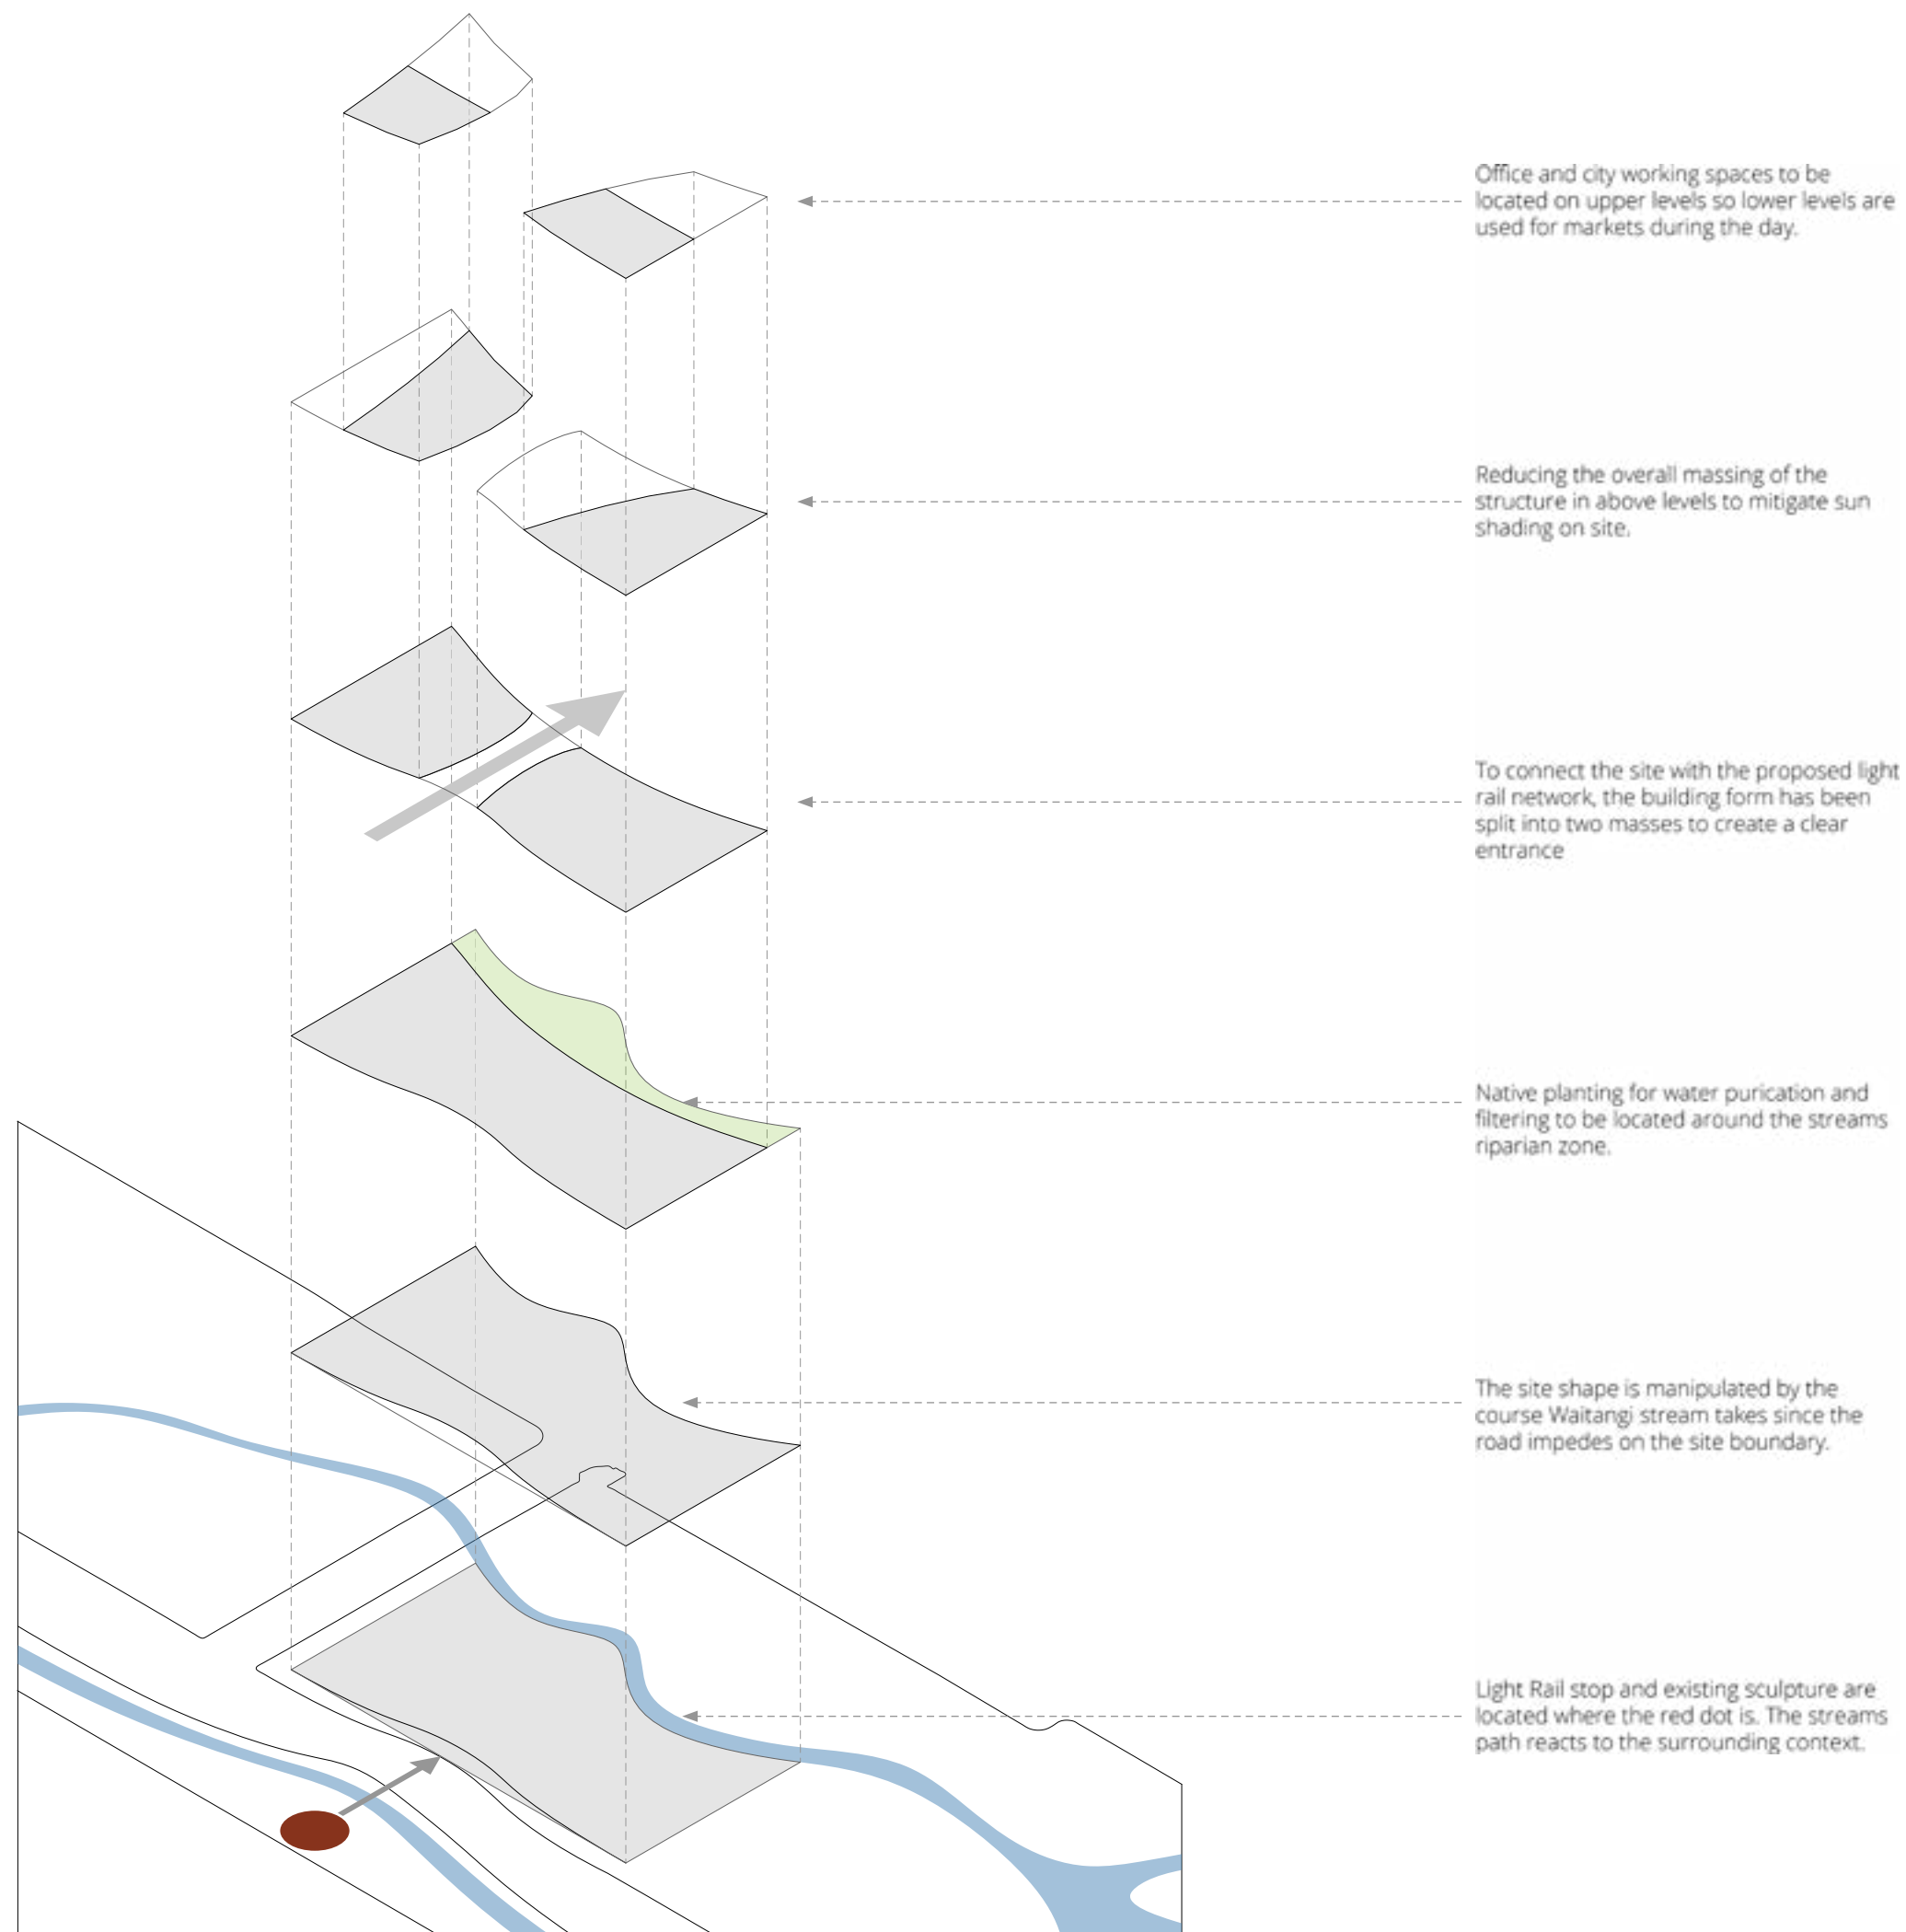 Office and city working spaces to be
located on upper levels so lower levels are
used for markets during the day.
Reducing the overall massing of the
structure in above levels to mitigate sun
shading on site.
To connect the site with the proposed light
rail network, the building form has been
split into two masses to create a clear
entrance
Native planting for water purication and
filtering to be located around the streams
riparian zone.
The site shape is manipulated by the
course Waitangi stream takes since the
road impedes on the site boundary.
Light Rail stop and existing sculpture are
located where the red dot is. The streams
path reacts to the surrounding context.